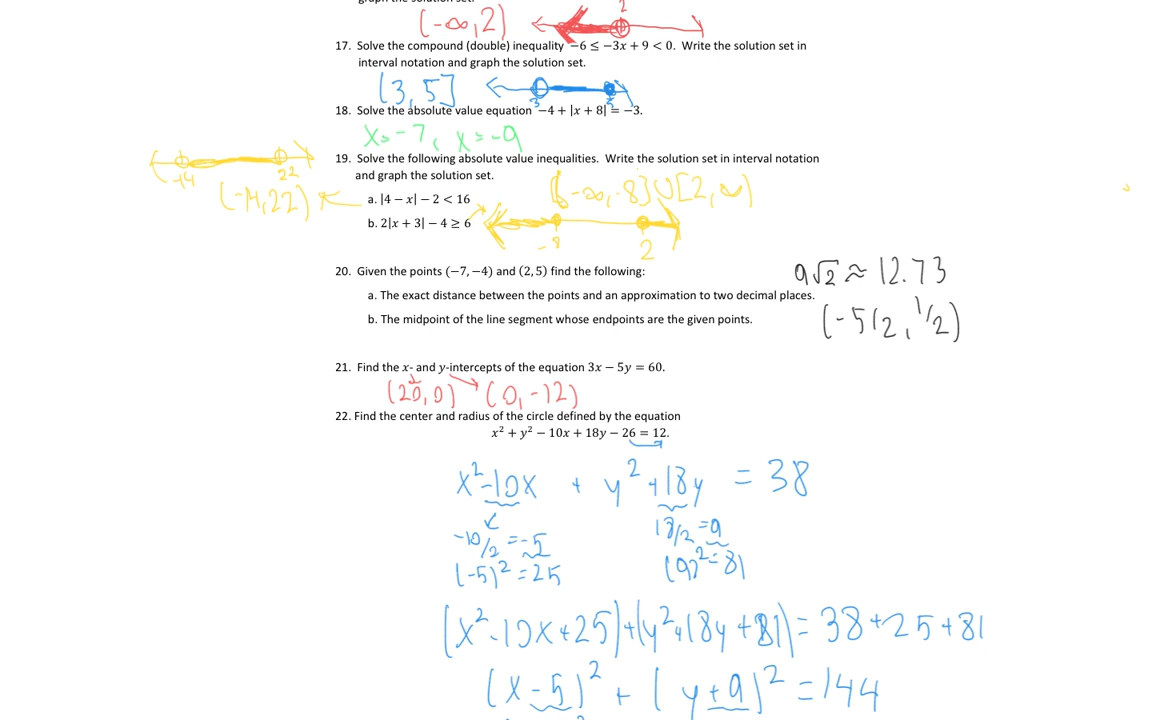 graph the solution set.
(-∞, 2) 2
17. Solve the compound (double) inequality −6 ≤ −3x + 9 < 0. Write the solution set in
interval notation and graph the solution set.
(3, 5] 3 5
18. Solve the absolute value equation −4 + |x + 8| = −3.
x = -7, x = -9
19. Solve the following absolute value inequalities. Write the solution set in interval notation
and graph the solution set.
-14 22
(-14, 22)
a. |4 − x| − 2 < 16
(-∞, -8] ∪ [2, ∞)
b. 2|x + 3| − 4 ≥ 6
-8 2
20. Given the points (−7, −4) and (2, 5) find the following:
9√2 ≈ 12.73
a. The exact distance between the points and an approximation to two decimal places.
b. The midpoint of the line segment whose endpoints are the given points.
(-5/2, 1/2)
21. Find the x- and y-intercepts of the equation 3x − 5y = 60.
(20, 0) (0, -12)
22. Find the center and radius of the circle defined by the equation
x² + y² − 10x + 18y − 26 = 12.
x² - 10x + y² + 18y = 38
-10/2 = -5 18/2 = 9
(-5)² = 25 (9)² = 81
(x² - 10x + 25) + (y² + 18y + 81) = 38 + 25 + 81
(x - 5)² + (y + 9)² = 144